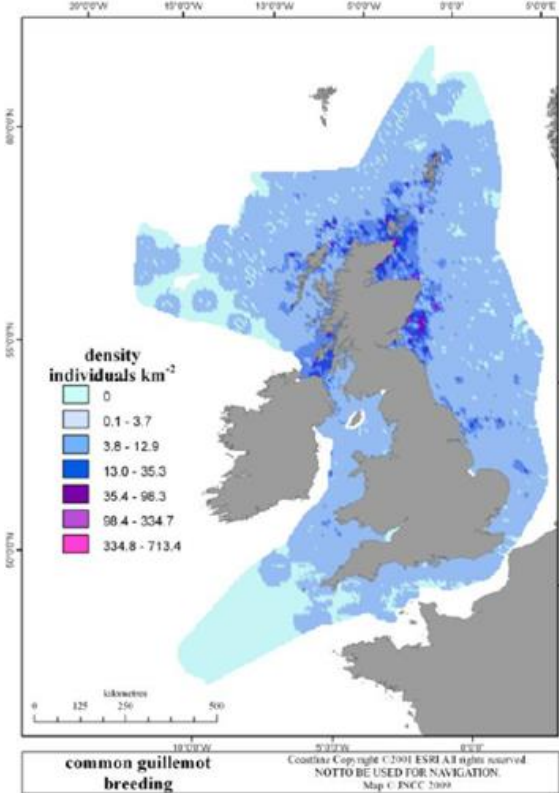 20°0'0"W 15°0'0"W 10°0'0"W 5°0'0"W 0°0'0" 5°0'0"E
60°0'0"N
55°0'0"N
50°0'0"N
density
individuals km-2
0
0.1 - 3.7
3.8 - 12.9
13.0 - 35.3
35.4 - 98.3
98.4 - 334.7
334.8 - 713.4
kilometres
0 125 250 500
10°0'0"W 5°0'0"W 0°0'0"
common guillemot
breeding
Coastline Copyright ©2001 ESRI All rights reserved
NOT TO BE USED FOR NAVIGATION.
Map © JNCC 2009